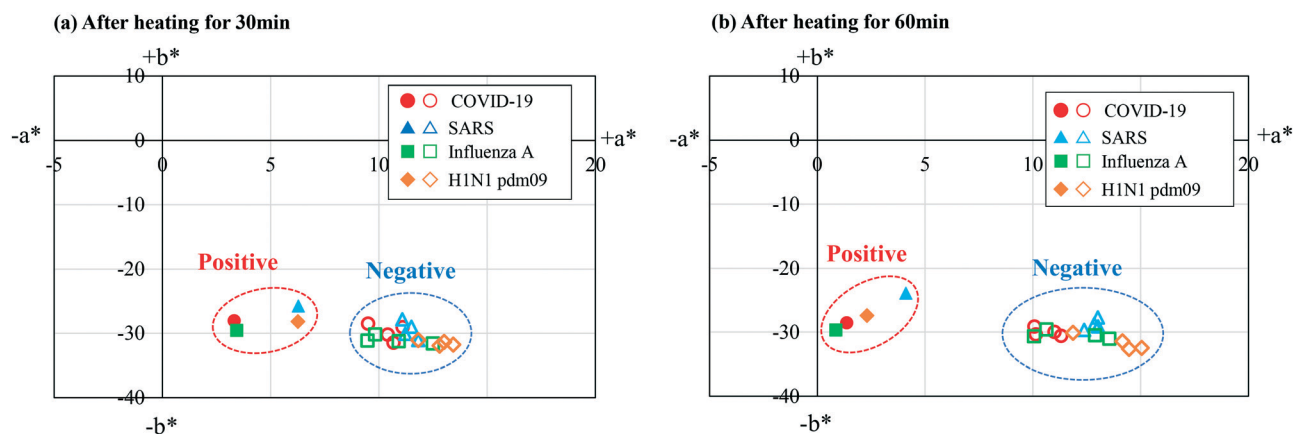 (a) After heating for 30min
+b*
10
0
-10
-20
-30
-40
-a*
+a*
-5
0
5
10
20
COVID-19
SARS
Influenza A
H1N1 pdm09
Positive
Negative
-b*
(b) After heating for 60min
+b*
10
0
-10
-20
-30
-40
-a*
+a*
-5
0
5
10
20
COVID-19
SARS
Influenza A
H1N1 pdm09
Positive
Negative
-b*